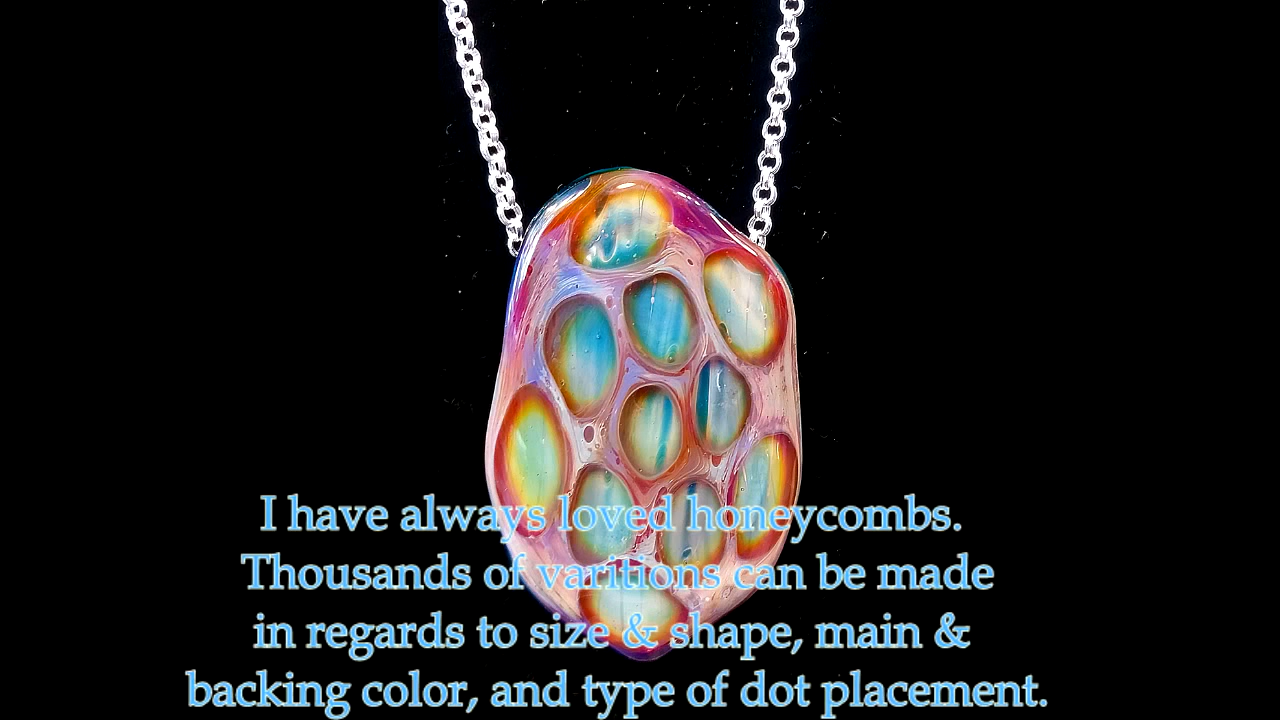 I have always loved honeycombs.
Thousands of varitions can be made
in regards to size & shape, main &
backing color, and type of dot placement.